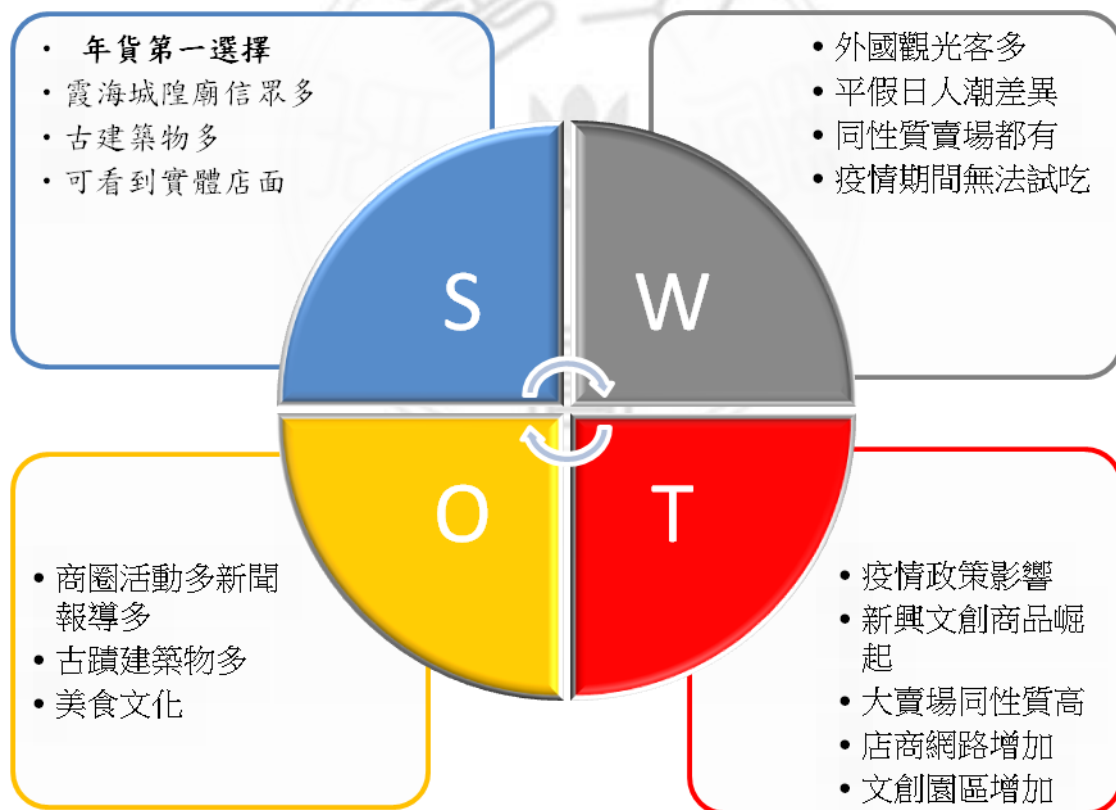 • 年貨第一選擇
• 霞海城隍廟信眾多
• 古建築物多
• 可看到實體店面
• 外國觀光客多
• 平假日人潮差異
• 同性質賣場都有
• 疫情期間無法試吃
S
W
O
T
• 商圈活動多新聞
報導多
• 古蹟建築物多
• 美食文化
• 疫情政策影響
• 新興文創商品崛
起
• 大賣場同性質高
• 店商網路增加
• 文創園區增加